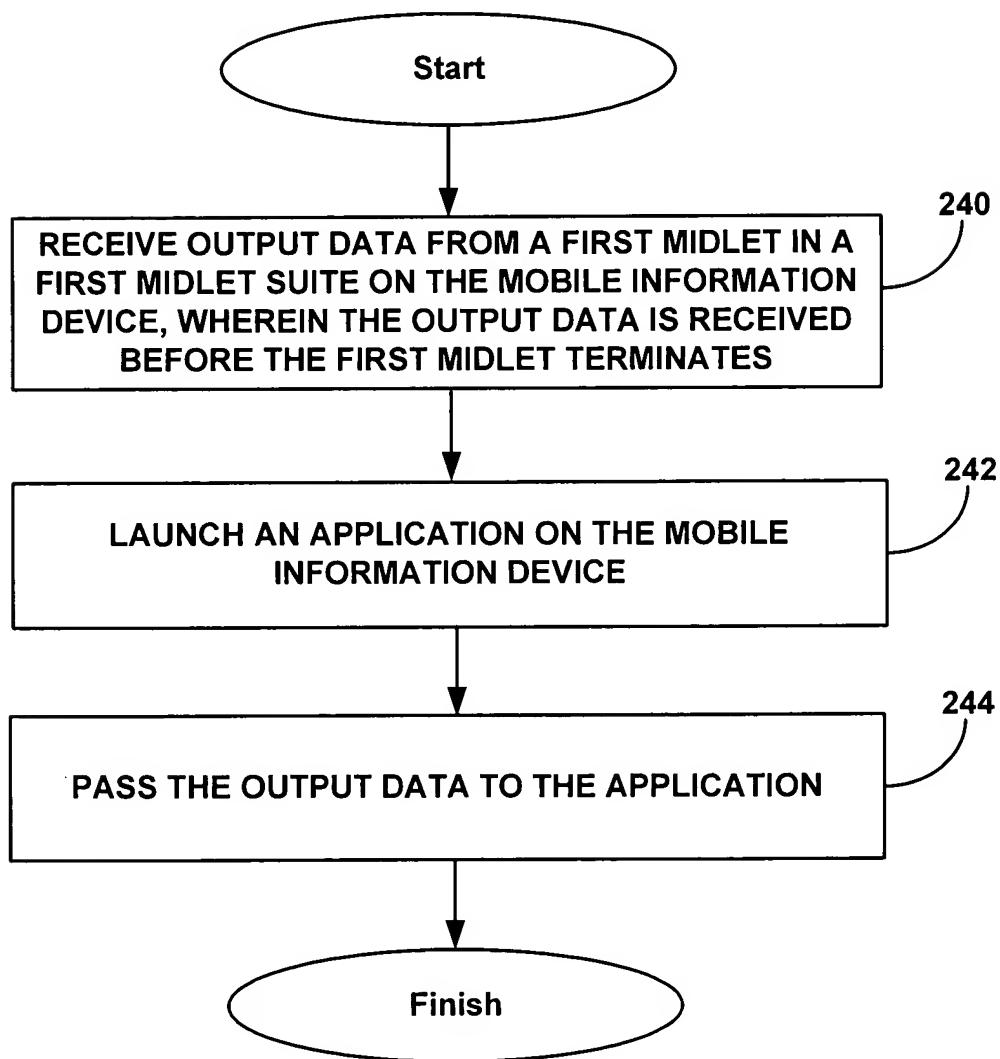 Start
240
RECEIVE OUTPUT DATA FROM A FIRST MIDLET IN A
FIRST MIDLET SUITE ON THE MOBILE INFORMATION
DEVICE, WHEREIN THE OUTPUT DATA IS RECEIVED
BEFORE THE FIRST MIDLET TERMINATES
242
LAUNCH AN APPLICATION ON THE MOBILE
INFORMATION DEVICE
244
PASS THE OUTPUT DATA TO THE APPLICATION
Finish